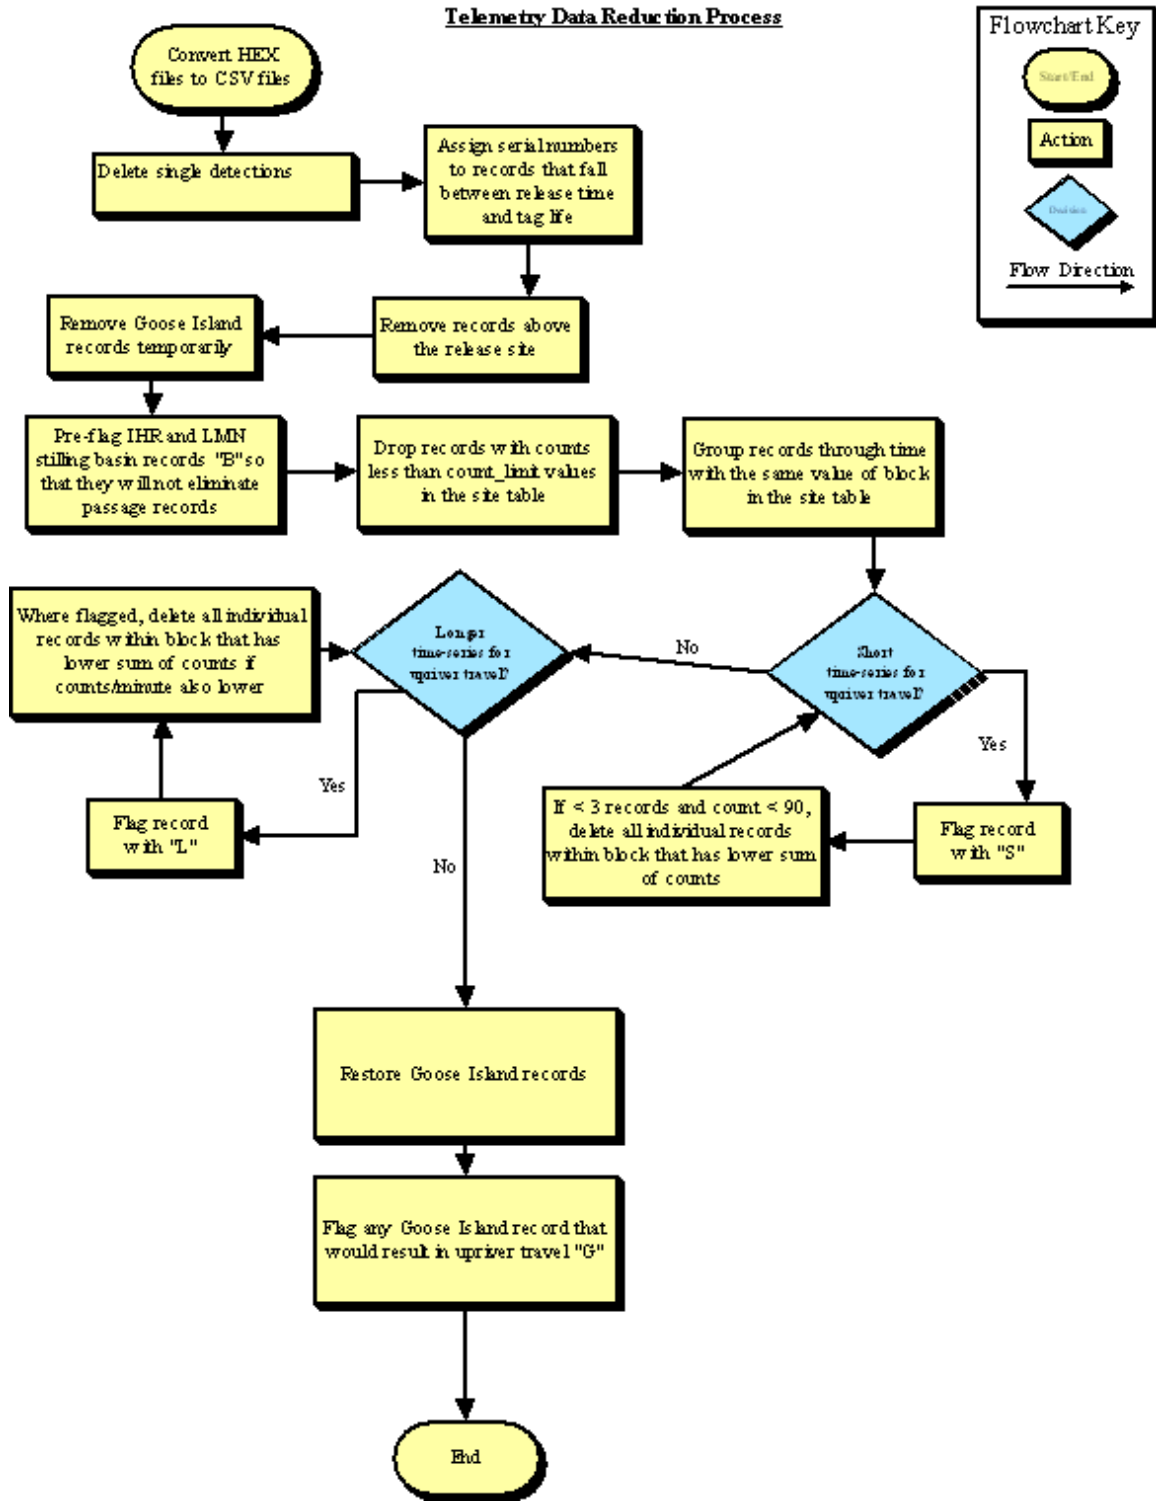 Telemetry Data Reduction Process
Flowchart Key
Start/End
Action
Decision
Flow Direction
Convert HEX
files to CSV files
Delete single detections
Assign serial numbers
to records that fall
between release time
and tag life
Remove records above
the release site
Remove Goose Island
records temporarily
Pre-flag IHR and LMN
stilling basin records "B" so
that they will not eliminate
passage records
Drop records with counts
less than count_limit values
in the site table
Group records through time
with the same value of block
in the site table
Short
time-series for
upriver travel?
No
Yes
Flag record
with "S"
If < 3 records and count < 90,
delete all individual records
within block that has lower sum
of counts
Longer
time-series for
upriver travel?
Yes
No
Flag record
with "L"
Where flagged, delete all individual
records within block that has
lower sum of counts if
counts/minute also lower
Restore Goose Island records
Flag any Goose Island record that
would result in upriver travel "G"
End